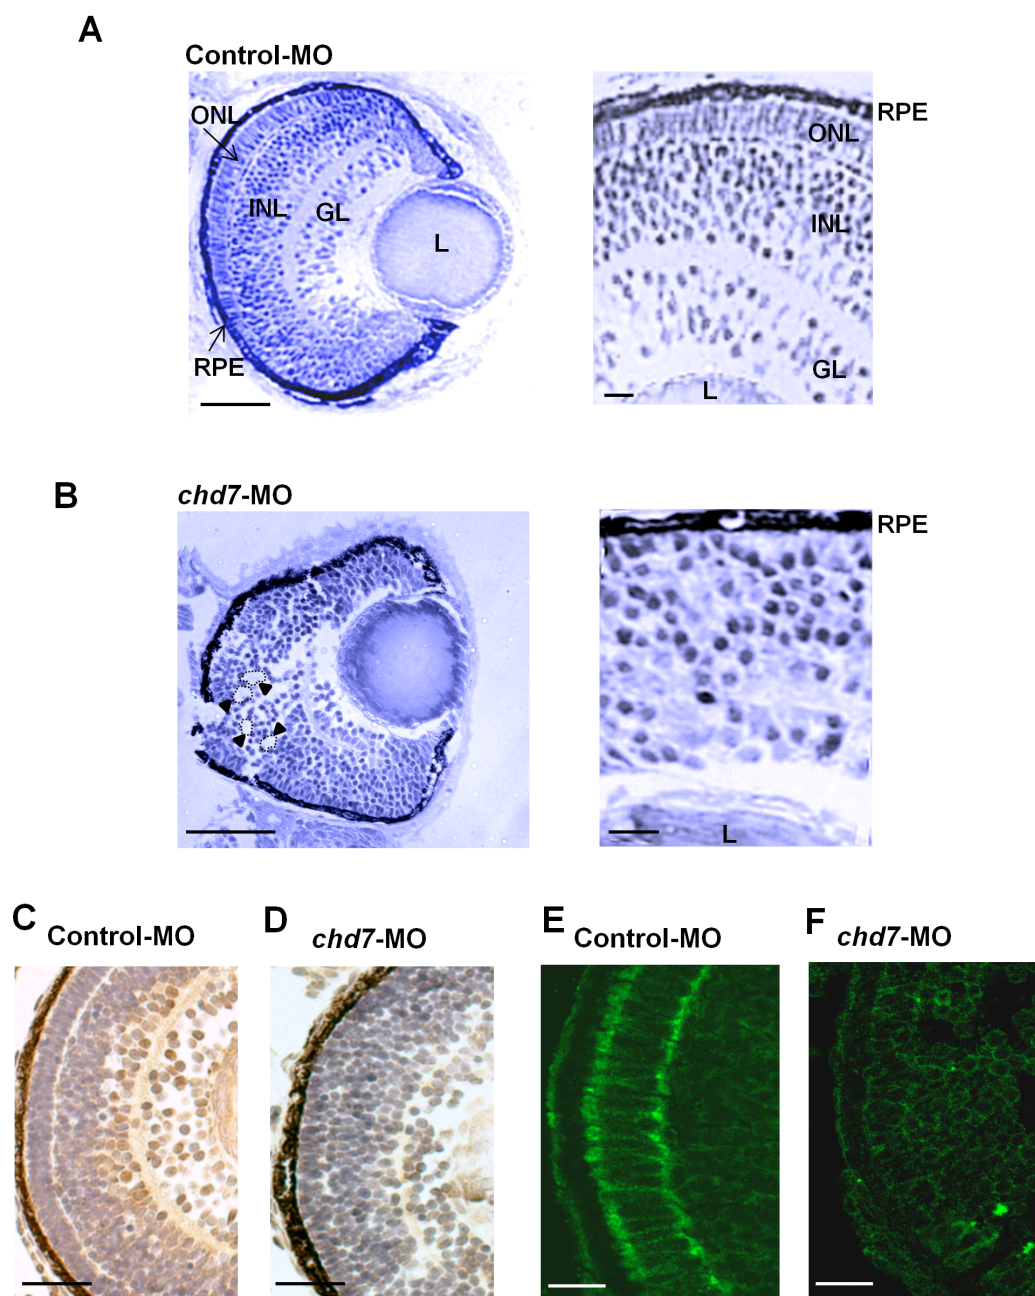 A
Control-MO
ONL
INL
GL
L
RPE
RPE
ONL
INL
GL
L
B
chd7-MO
RPE
L
C
Control-MO
D
chd7-MO
E
Control-MO
F
chd7-MO